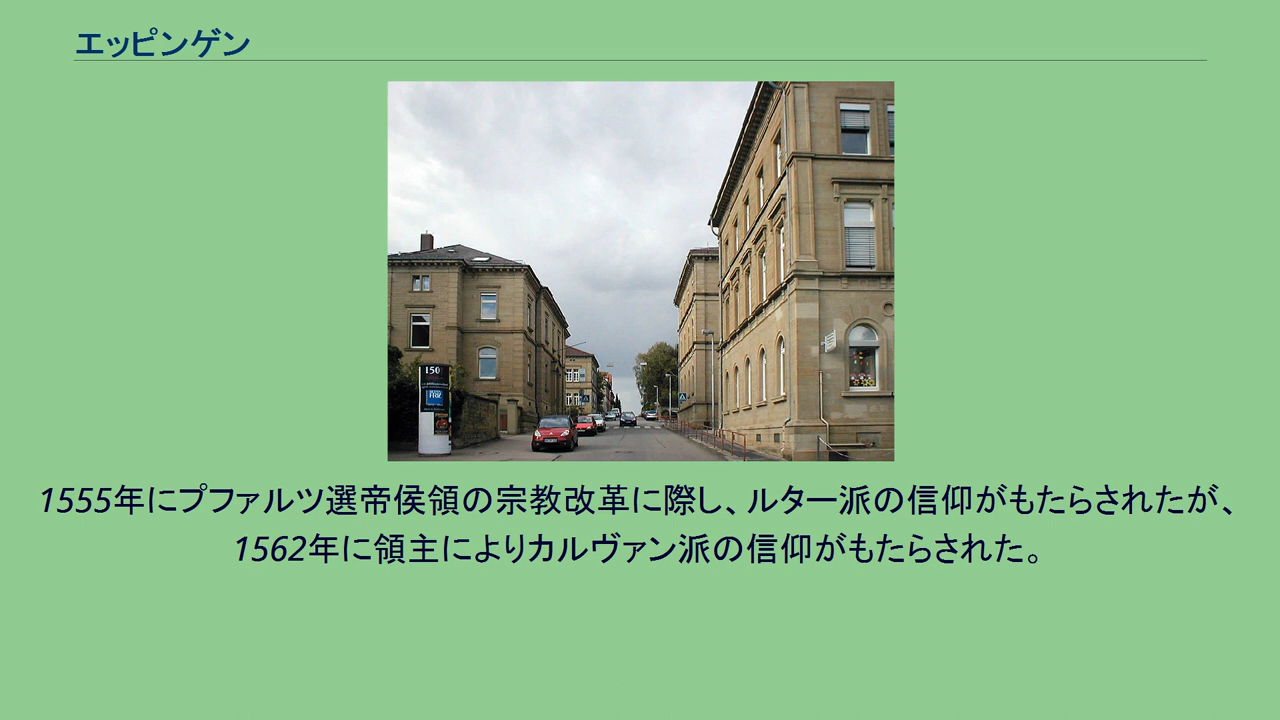 エッピンゲン
150
1555年にプファルツ選帝侯領の宗教改革に際し、ルター派の信仰がもたらされたが、
1562年に領主によりカルヴァン派の信仰がもたらされた。